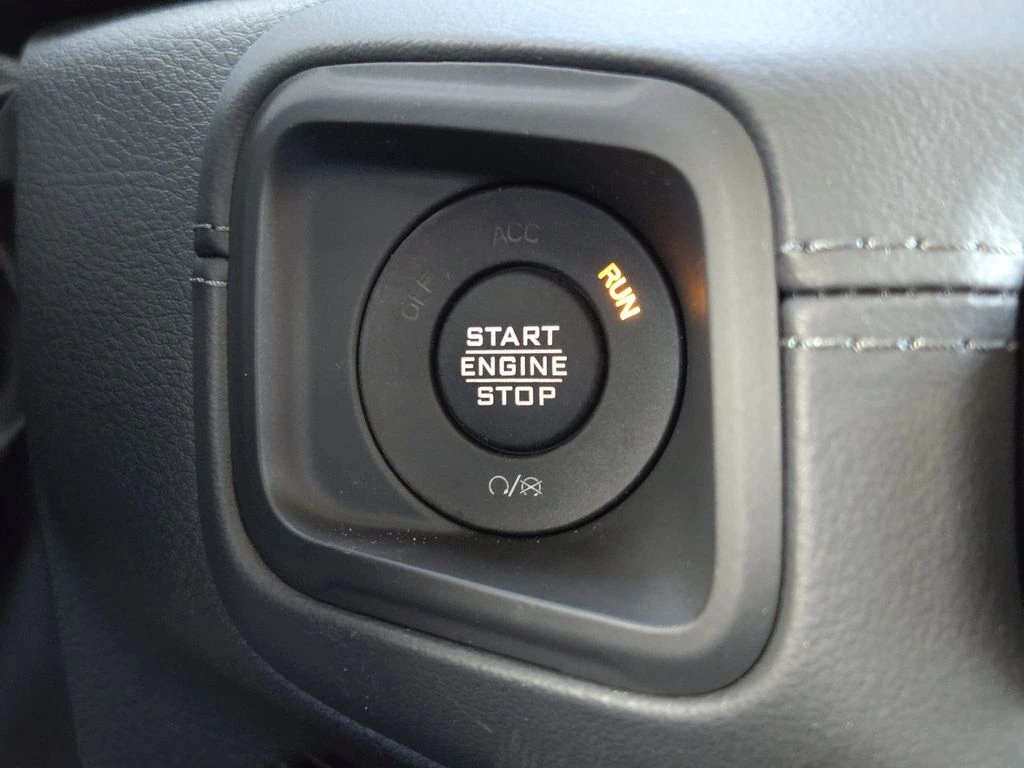 ACC
OFF
RUN
START
ENGINE
STOP